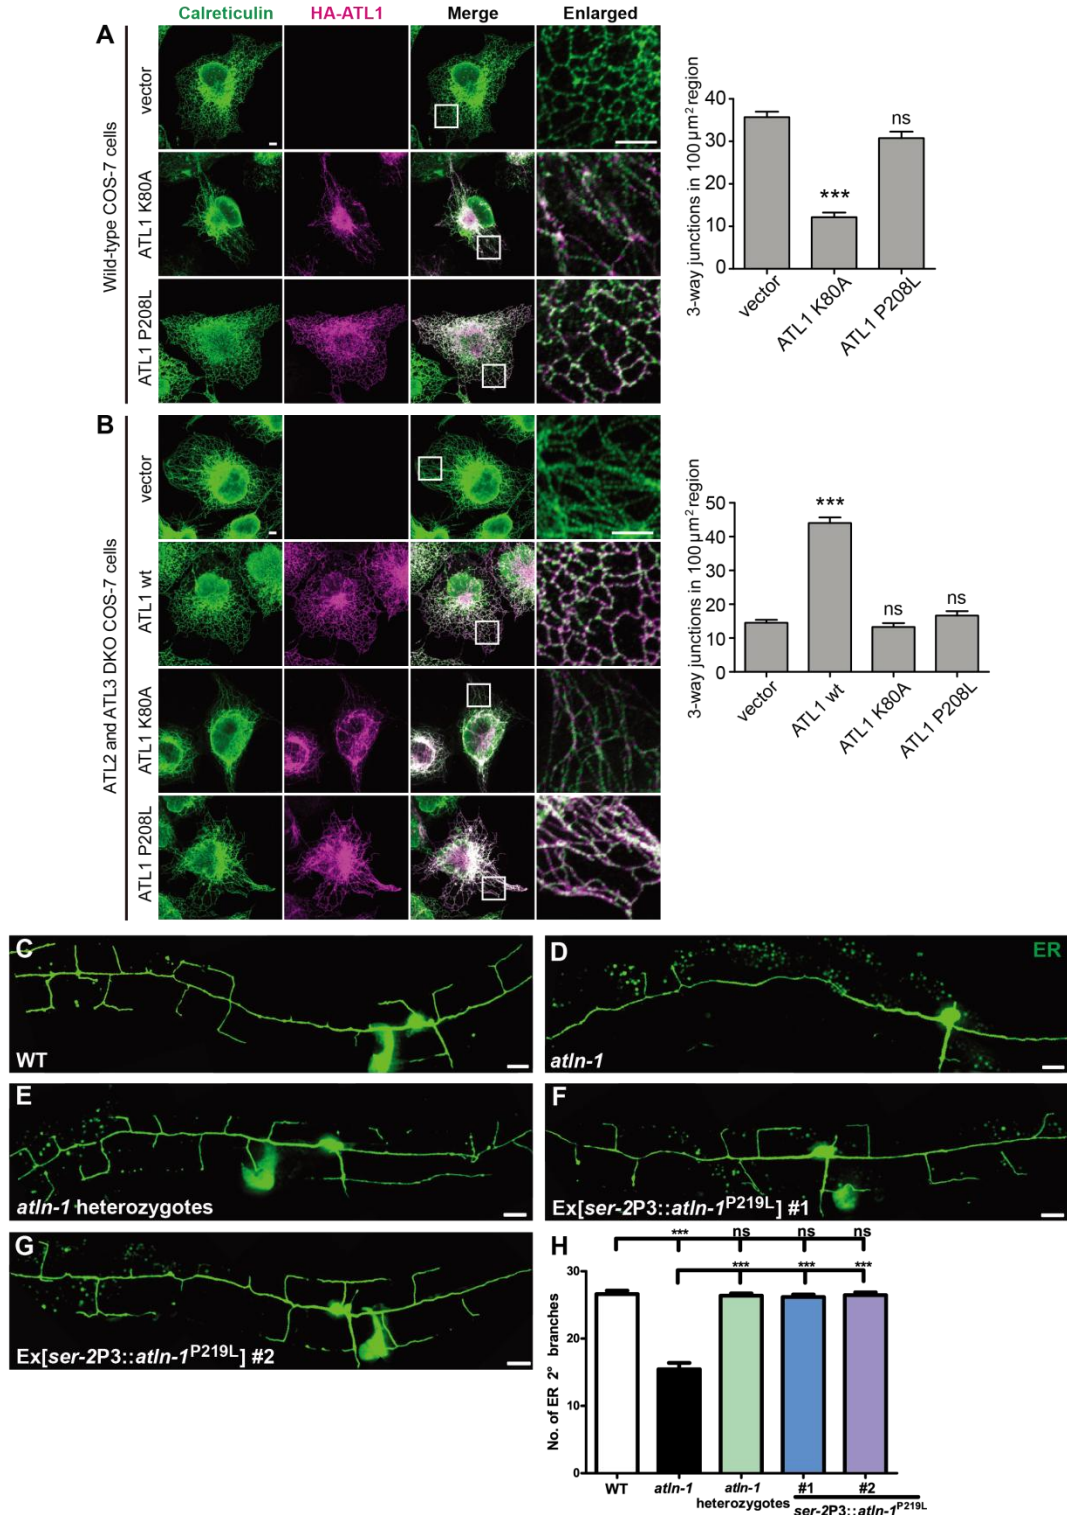 Calreticulin HA-ATL1 Merge Enlarged
A
Wild-type COS-7 cells
vector
ATL1 K80A
ATL1 P208L
3-way junctions in 100 µm² region
40
30
20
10
0
ns
***
vector
ATL1 K80A
ATL1 P208L
B
ATL2 and ATL3 DKO COS-7 cells
vector
ATL1 wt
ATL1 K80A
ATL1 P208L
3-way junctions in 100 µm² region
50
40
30
20
10
0
***
ns
ns
vector
ATL1 wt
ATL1 K80A
ATL1 P208L
C
WT
D
ER
atln-1
E
atln-1 heterozygotes
F
Ex[ser-2P3::atln-1P219L] #1
G
Ex[ser-2P3::atln-1P219L] #2
H
*** ns ns ns
*** *** ***
No. of ER 2° branches
30
20
10
0
WT atln-1 atln-1 #1 #2
heterozygotes
ser-2P3::atln-1P219L